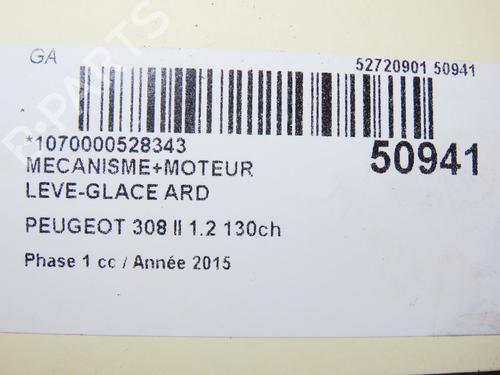 GA
52720901 50941
*1070000528343
50941
MECANISME+MOTEUR
LEVE-GLACE ARD
PEUGEOT 308 II 1.2 130ch
Phase 1 cc / Année 2015
B-PARTS